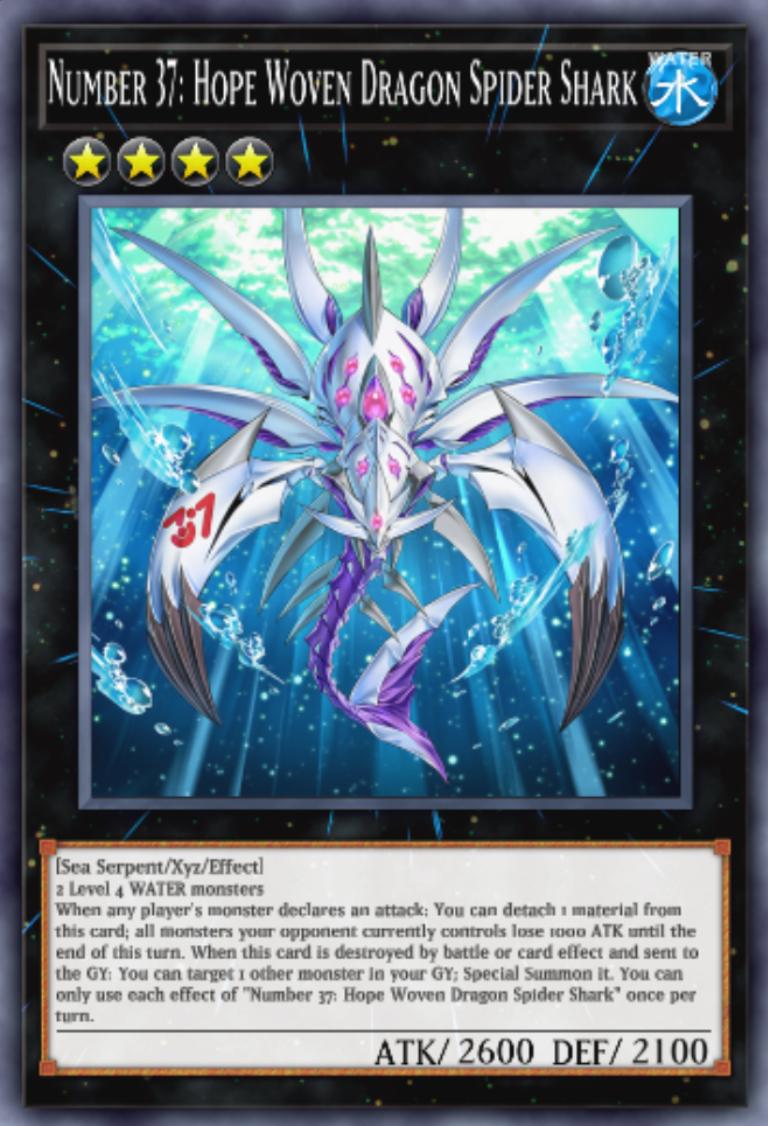 NUMBER 37: HOPE WOVEN DRAGON SPIDER SHARK
WATER
水
37
[Sea Serpent/Xyz/Effect]
2 Level 4 WATER monsters
When any player's monster declares an attack: You can detach 1 material from
this card; all monsters your opponent currently controls lose 1000 ATK until the
end of this turn. When this card is destroyed by battle or card effect and sent to
the GY: You can target 1 other monster in your GY; Special Summon it. You can
only use each effect of "Number 37: Hope Woven Dragon Spider Shark" once per
turn.
ATK/ 2600 DEF/ 2100